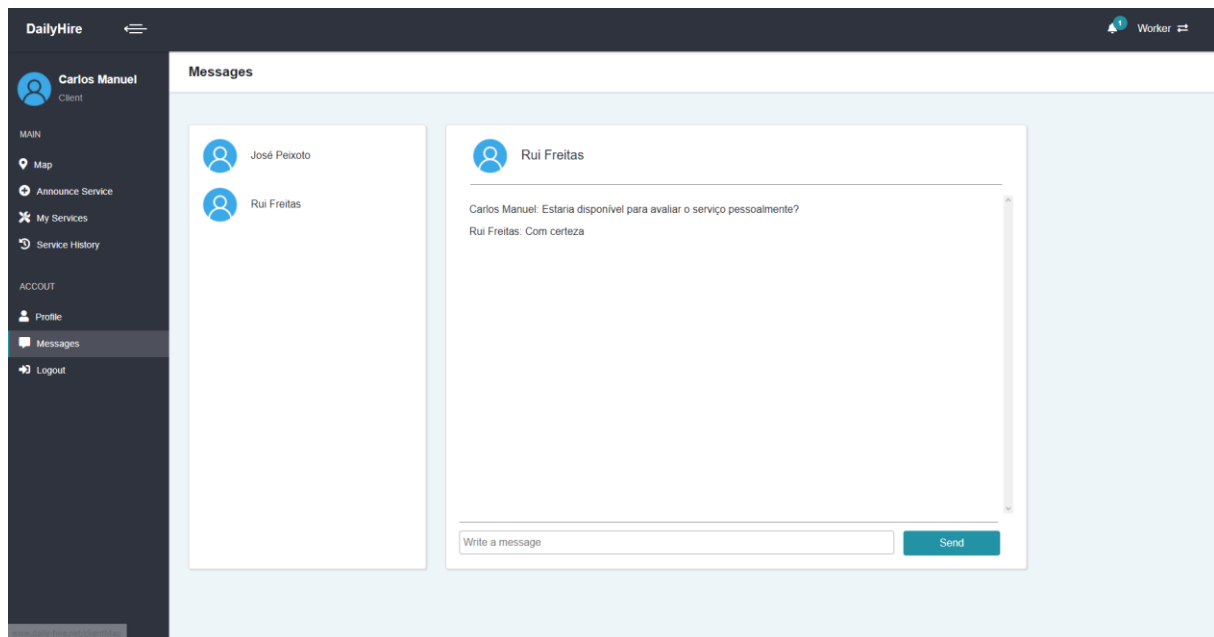 DailyHire
1
Worker
Carlos Manuel
Client
MAIN
Map
Announce Service
My Services
Service History
ACCOUT
Profile
Messages
Logout
Messages
José Peixoto
Rui Freitas
Rui Freitas
Carlos Manuel: Estaria disponível para avaliar o serviço pessoalmente?
Rui Freitas: Com certeza
Write a message
Send